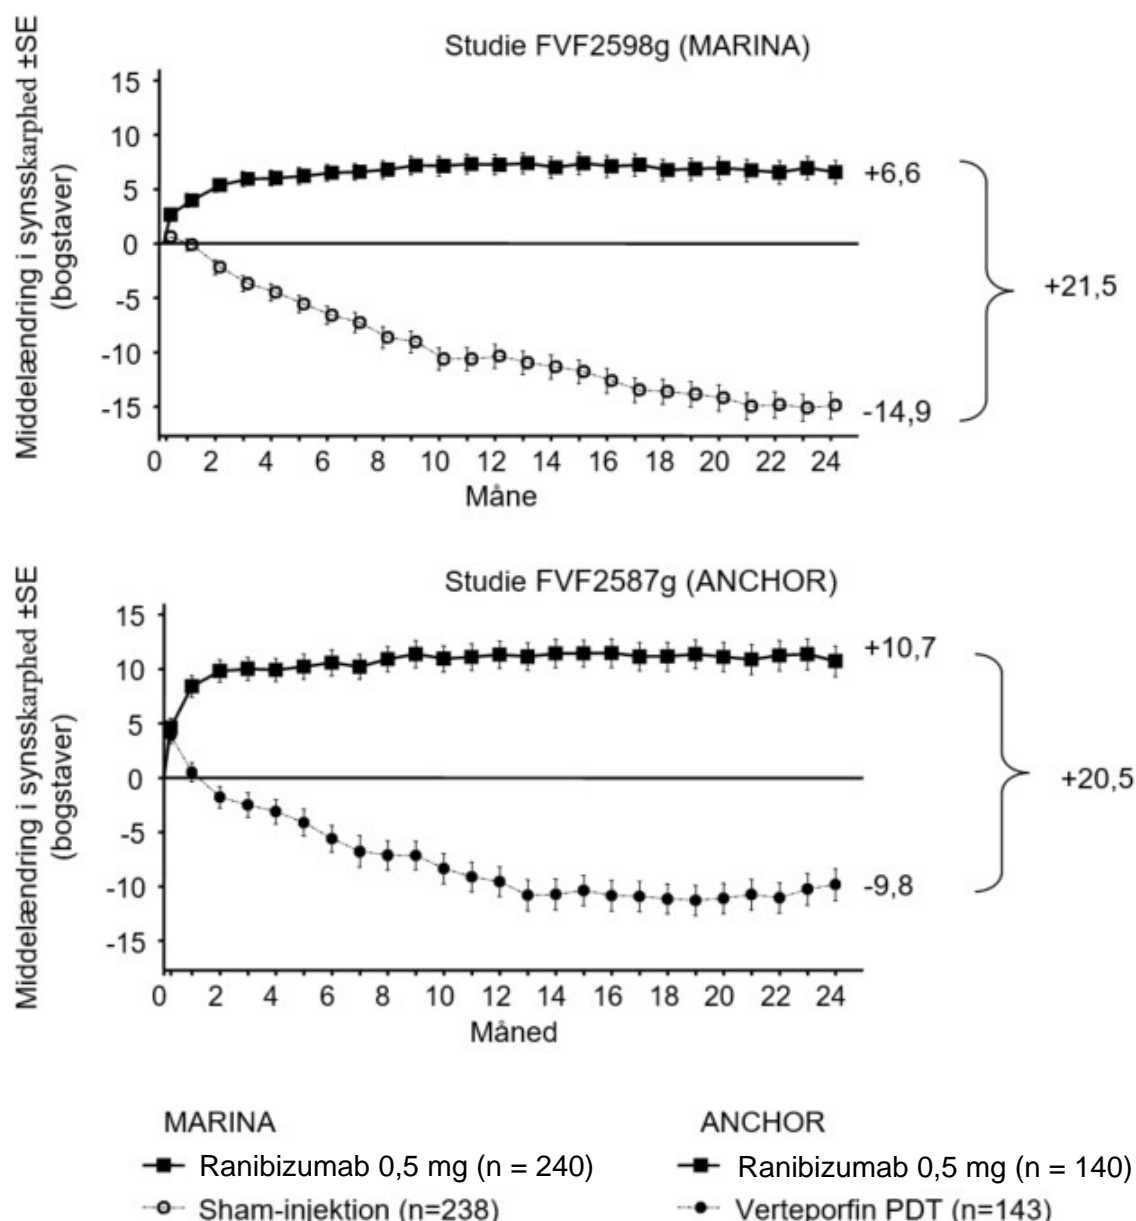 Studie FVF2598g (MARINA)
Middelændring i synsskarphed ±SE
(bogstaver)
15
10
5
0
-5
-10
-15
+6,6
-14,9
+21,5
0 2 4 6 8 10 12 14 16 18 20 22 24
Måne
Studie FVF2587g (ANCHOR)
Middelændring i synsskarphed ±SE
(bogstaver)
15
10
5
0
-5
-10
-15
+10,7
-9,8
+20,5
0 2 4 6 8 10 12 14 16 18 20 22 24
Måned
MARINA
Ranibizumab 0,5 mg (n = 240)
Sham-injektion (n=238)
ANCHOR
Ranibizumab 0,5 mg (n = 140)
Verteporfin PDT (n=143)